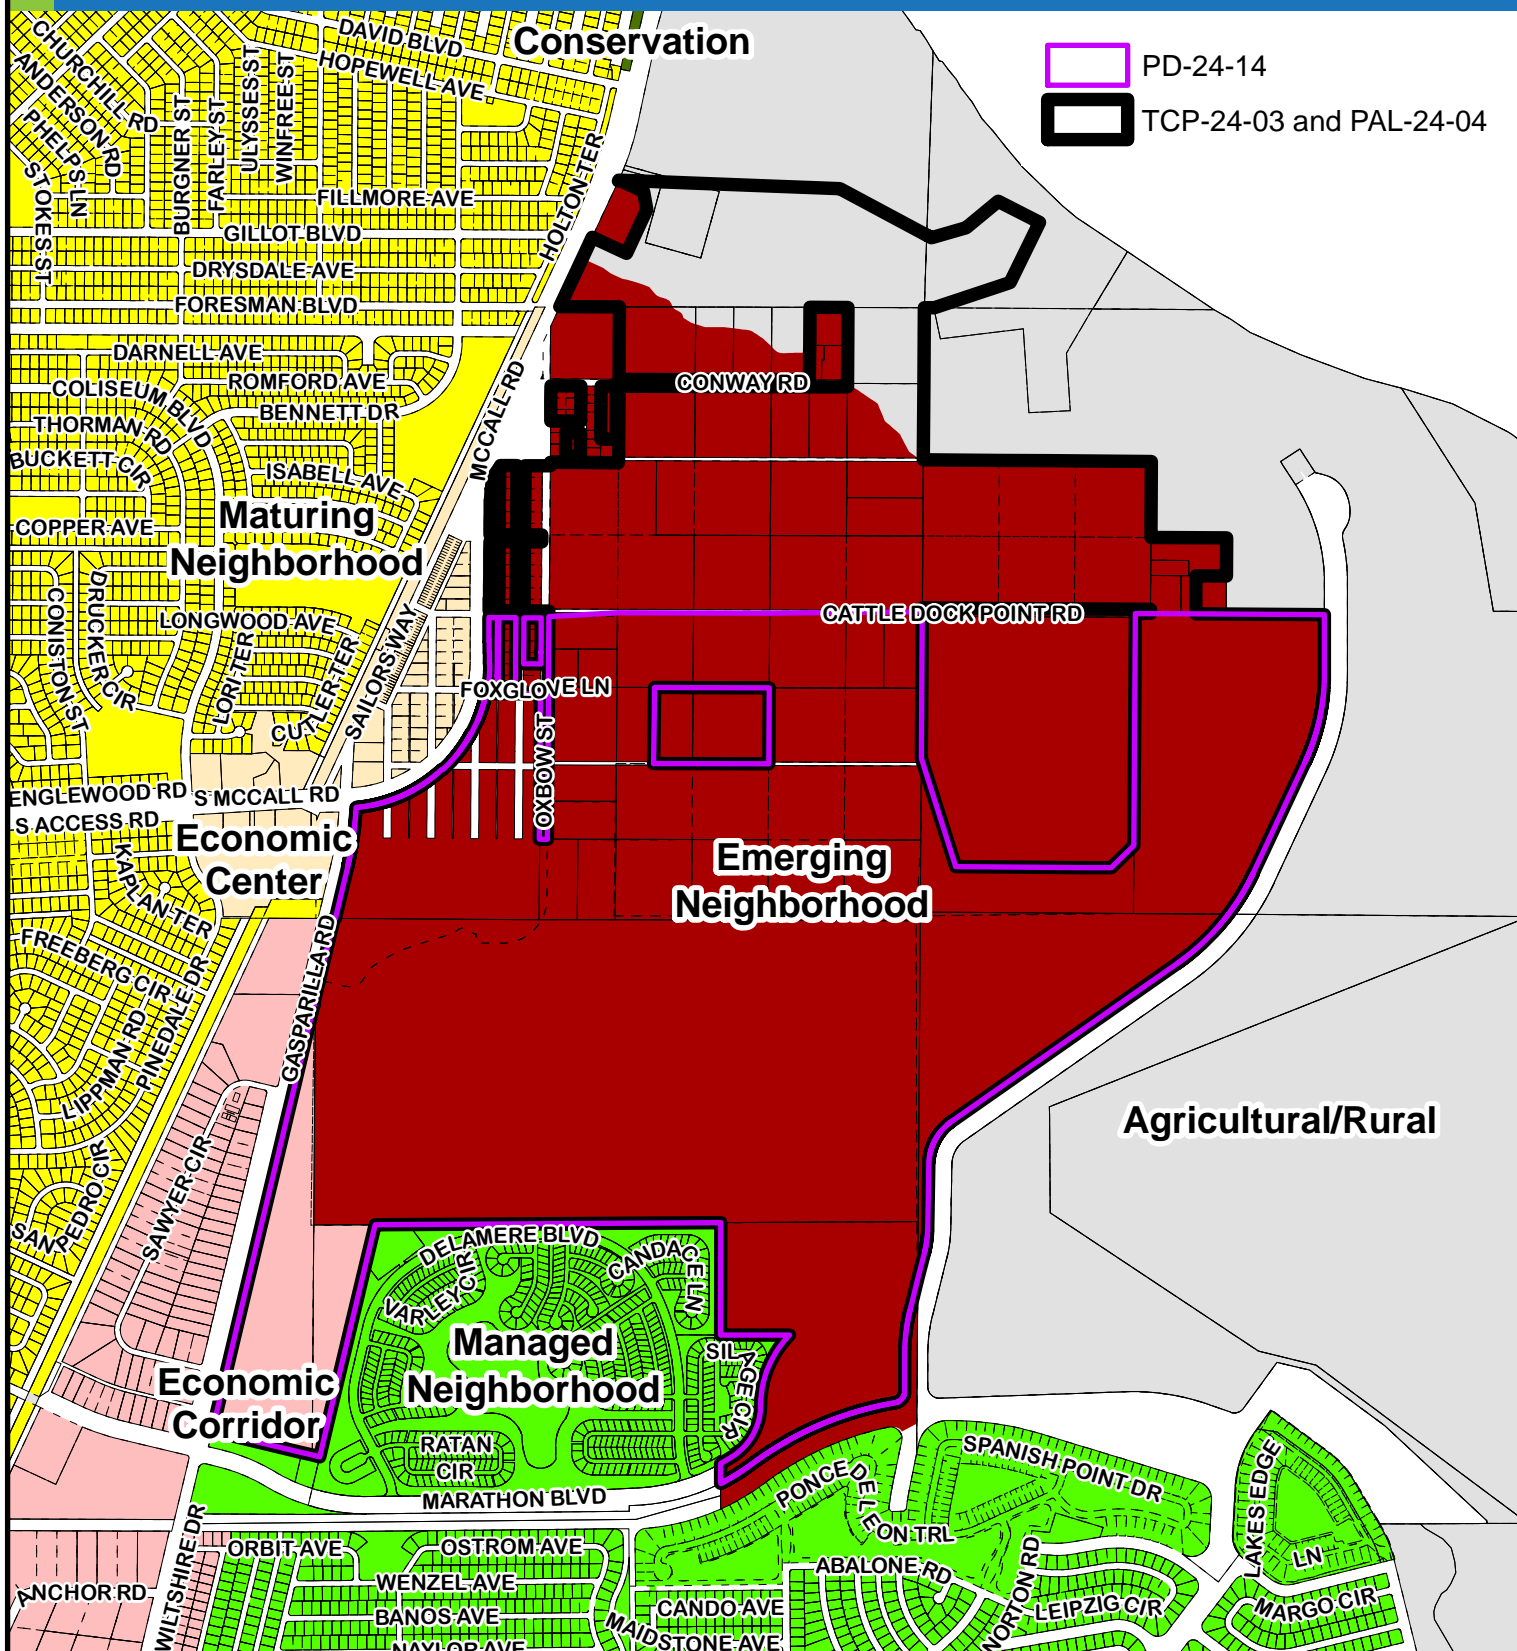 Conservation
PD-24-14
TCP-24-03 and PAL-24-04
DAVID BLVD
HOPEWELL AVE
CHURCHILL RD
ANDERSON RD
PHELPS LN
STOKES ST
BURGNER ST
FARLEY ST
ULYSSES ST
WINFREE ST
HOLTON TER
FILLMORE AVE
GILLOT BLVD
DRYSDALE AVE
FORESMAN BLVD
DARNELL AVE
ROMFORD AVE
COLISEUM BLVD
BENNETT DR
THORMAN RD
BUCKETT CIR
ISABELL AVE
MCCALL RD
CONWAY RD
COPPER AVE
Maturing
Neighborhood
CONISTON ST
DRUCKER CIR
LONGWOOD AVE
LORI TER
CUTLER TER
SAILORS WAY
CATTLE DOCK POINT RD
FOXGLOVE LN
OXBOW ST
ENGLEWOOD RD
S MCCALL RD
S ACCESS RD
Economic
Center
KAPLAN TER
Emerging
Neighborhood
FREEBERG CIR
GASPARILLA RD
LIPPMAN RD
PINEDALE DR
Agricultural/Rural
SAN PEDRO CIR
SAWYER CIR
DELAMERE BLVD
CANDACE LN
VARLEY CIR
Managed
Neighborhood
SILAGE CIR
Economic
Corridor
RATAN
CIR
MARATHON BLVD
PONCE DE LEON TRL
SPANISH POINT DR
LAKES EDGE LN
WILTSHIRE DR
ORBIT AVE
OSTROM AVE
WENZEL AVE
ABALONE RD
NORTON RD
ANCHOR RD
BANOS AVE
CANDO AVE
LEIPZIG CIR
MARGO CIR
NAYLOR AVE
MAIDSTONE AVE